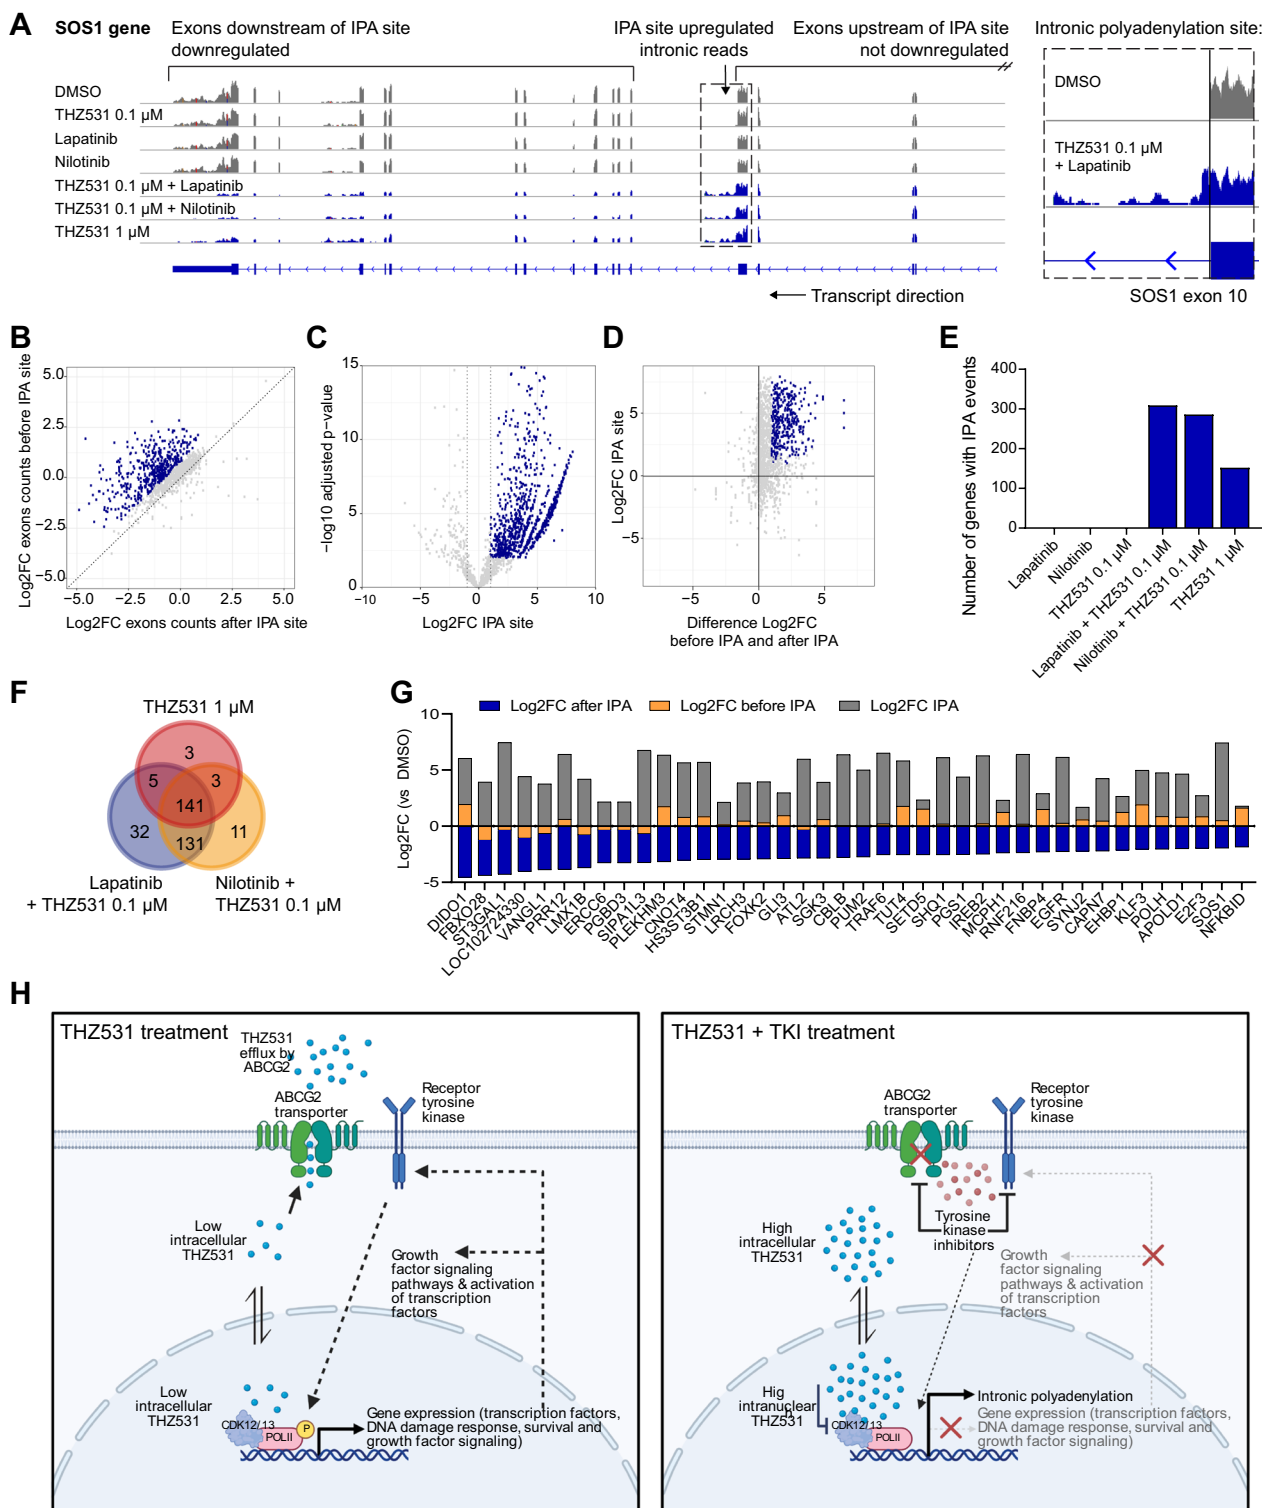 A
SOS1 gene
Exons downstream of IPA site
downregulated
IPA site upregulated
intronic reads
Exons upstream of IPA site
not downregulated
Intronic polyadenylation site:
DMSO
THZ531 0.1 µM
Lapatinib
Nilotinib
THZ531 0.1 µM + Lapatinib
THZ531 0.1 µM + Nilotinib
THZ531 1 µM
Transcript direction
DMSO
THZ531 0.1 µM
+ Lapatinib
SOS1 exon 10
B
Log2FC exons counts before IPA site
5.0
2.5
0.0
−2.5
−5.0
−5.0
−2.5
0.0
2.5
5.0
Log2FC exons counts after IPA site
C
−log10 adjusted p−value
15
10
5
0
−10
−5
0
5
10
Log2FC IPA site
D
Log2FC IPA site
5
0
−5
−5
0
5
Difference Log2FC
before IPA and after IPA
E
Number of genes with IPA events
400
300
200
100
0
Lapatinib
Nilotinib
THZ531 0.1 µM
Lapatinib + THZ531 0.1 µM
Nilotinib + THZ531 0.1 µM
THZ531 1 µM
F
THZ531 1 µM
3
5
3
141
32
131
11
Lapatinib
+ THZ531 0.1 µM
Nilotinib +
THZ531 0.1 µM
G
Log2FC after IPA
Log2FC before IPA
Log2FC IPA
Log2FC (vs DMSO)
10
5
0
-5
DIDO1
FBXO28
ST3GAL1
LOC102724330
VANGL1
PRR12
LMX1B
ERCC6
PGBD3
SIPA1L3
PLEKHM3
CNOT4
HS3ST3B1
STMN1
LRCH3
FOXK2
GLI3
ATL2
SGK3
CBLB
PUM2
TRAF6
TUT4
SETD5
SHQ1
PGS1
IREB2
MCPH1
RNF216
FNBP4
EGFR
SYNJ2
CAPN7
EHBP1
KLF3
POLH
APOLD1
E2F3
SOS1
NFKBID
H
THZ531 treatment
THZ531
efflux by
ABCG2
ABCG2
transporter
Receptor
tyrosine
kinase
Low
intracellular
THZ531
Growth
factor signaling
pathways & activation
of transcription
factors
Low
intracellular
THZ531
CDK12/13
POLII
P
Gene expression (transcription factors,
DNA damage response, survival and
growth factor signaling)
THZ531 + TKI treatment
ABCG2
transporter
Receptor
tyrosine
kinase
High
intracellular
THZ531
Tyrosine
kinase
inhibitors
Growth
factor signaling
pathways & activation
of transcription
factors
Hig
intranuclear
THZ531
h
CDK12/13
POLII
Intronic polyadenylation
Gene expression (transcription factors,
DNA damage response, survival and
growth factor signaling)